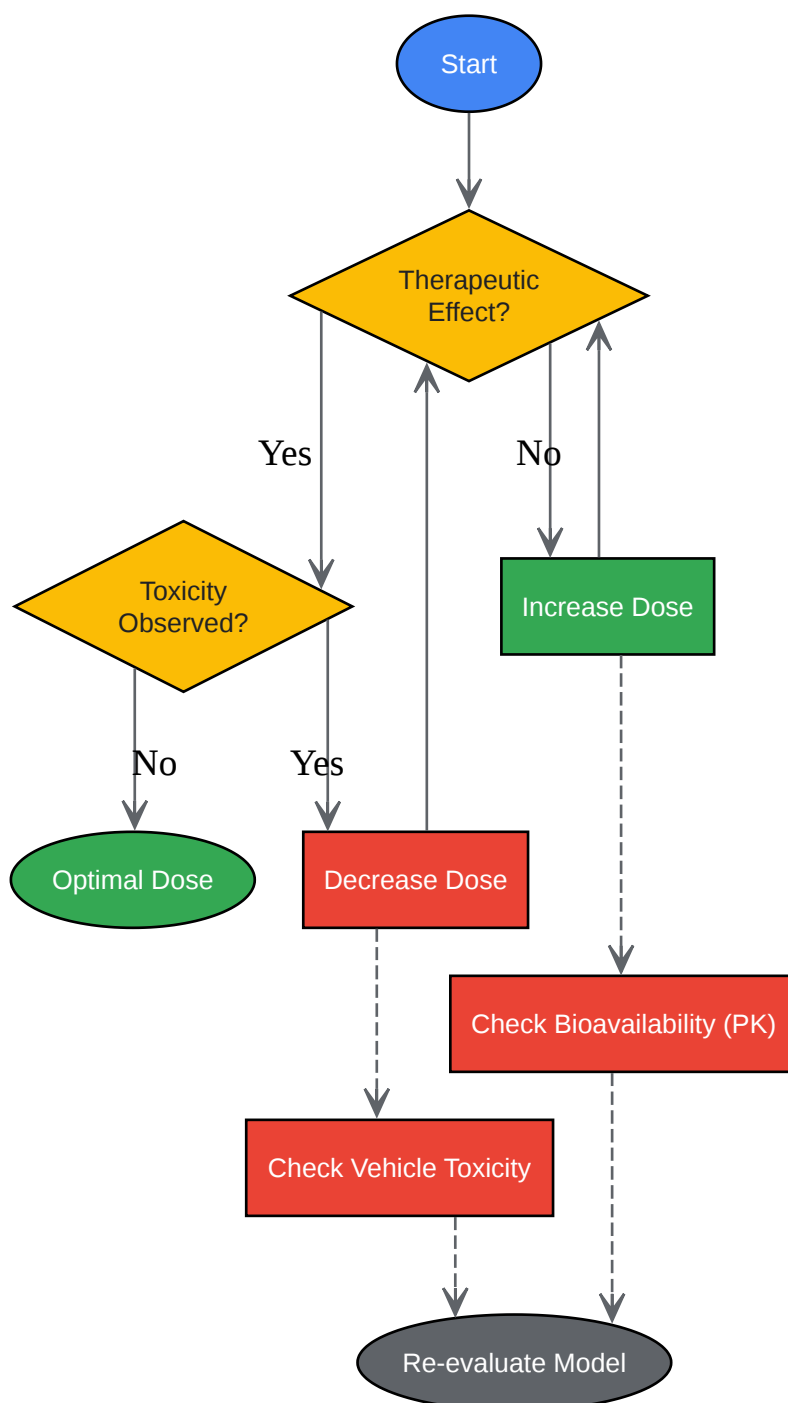 Start
Therapeutic
Effect?
Yes
No
Toxicity
Observed?
Increase Dose
No
Yes
Optimal Dose
Decrease Dose
Check Bioavailability (PK)
Check Vehicle Toxicity
Re-evaluate Model